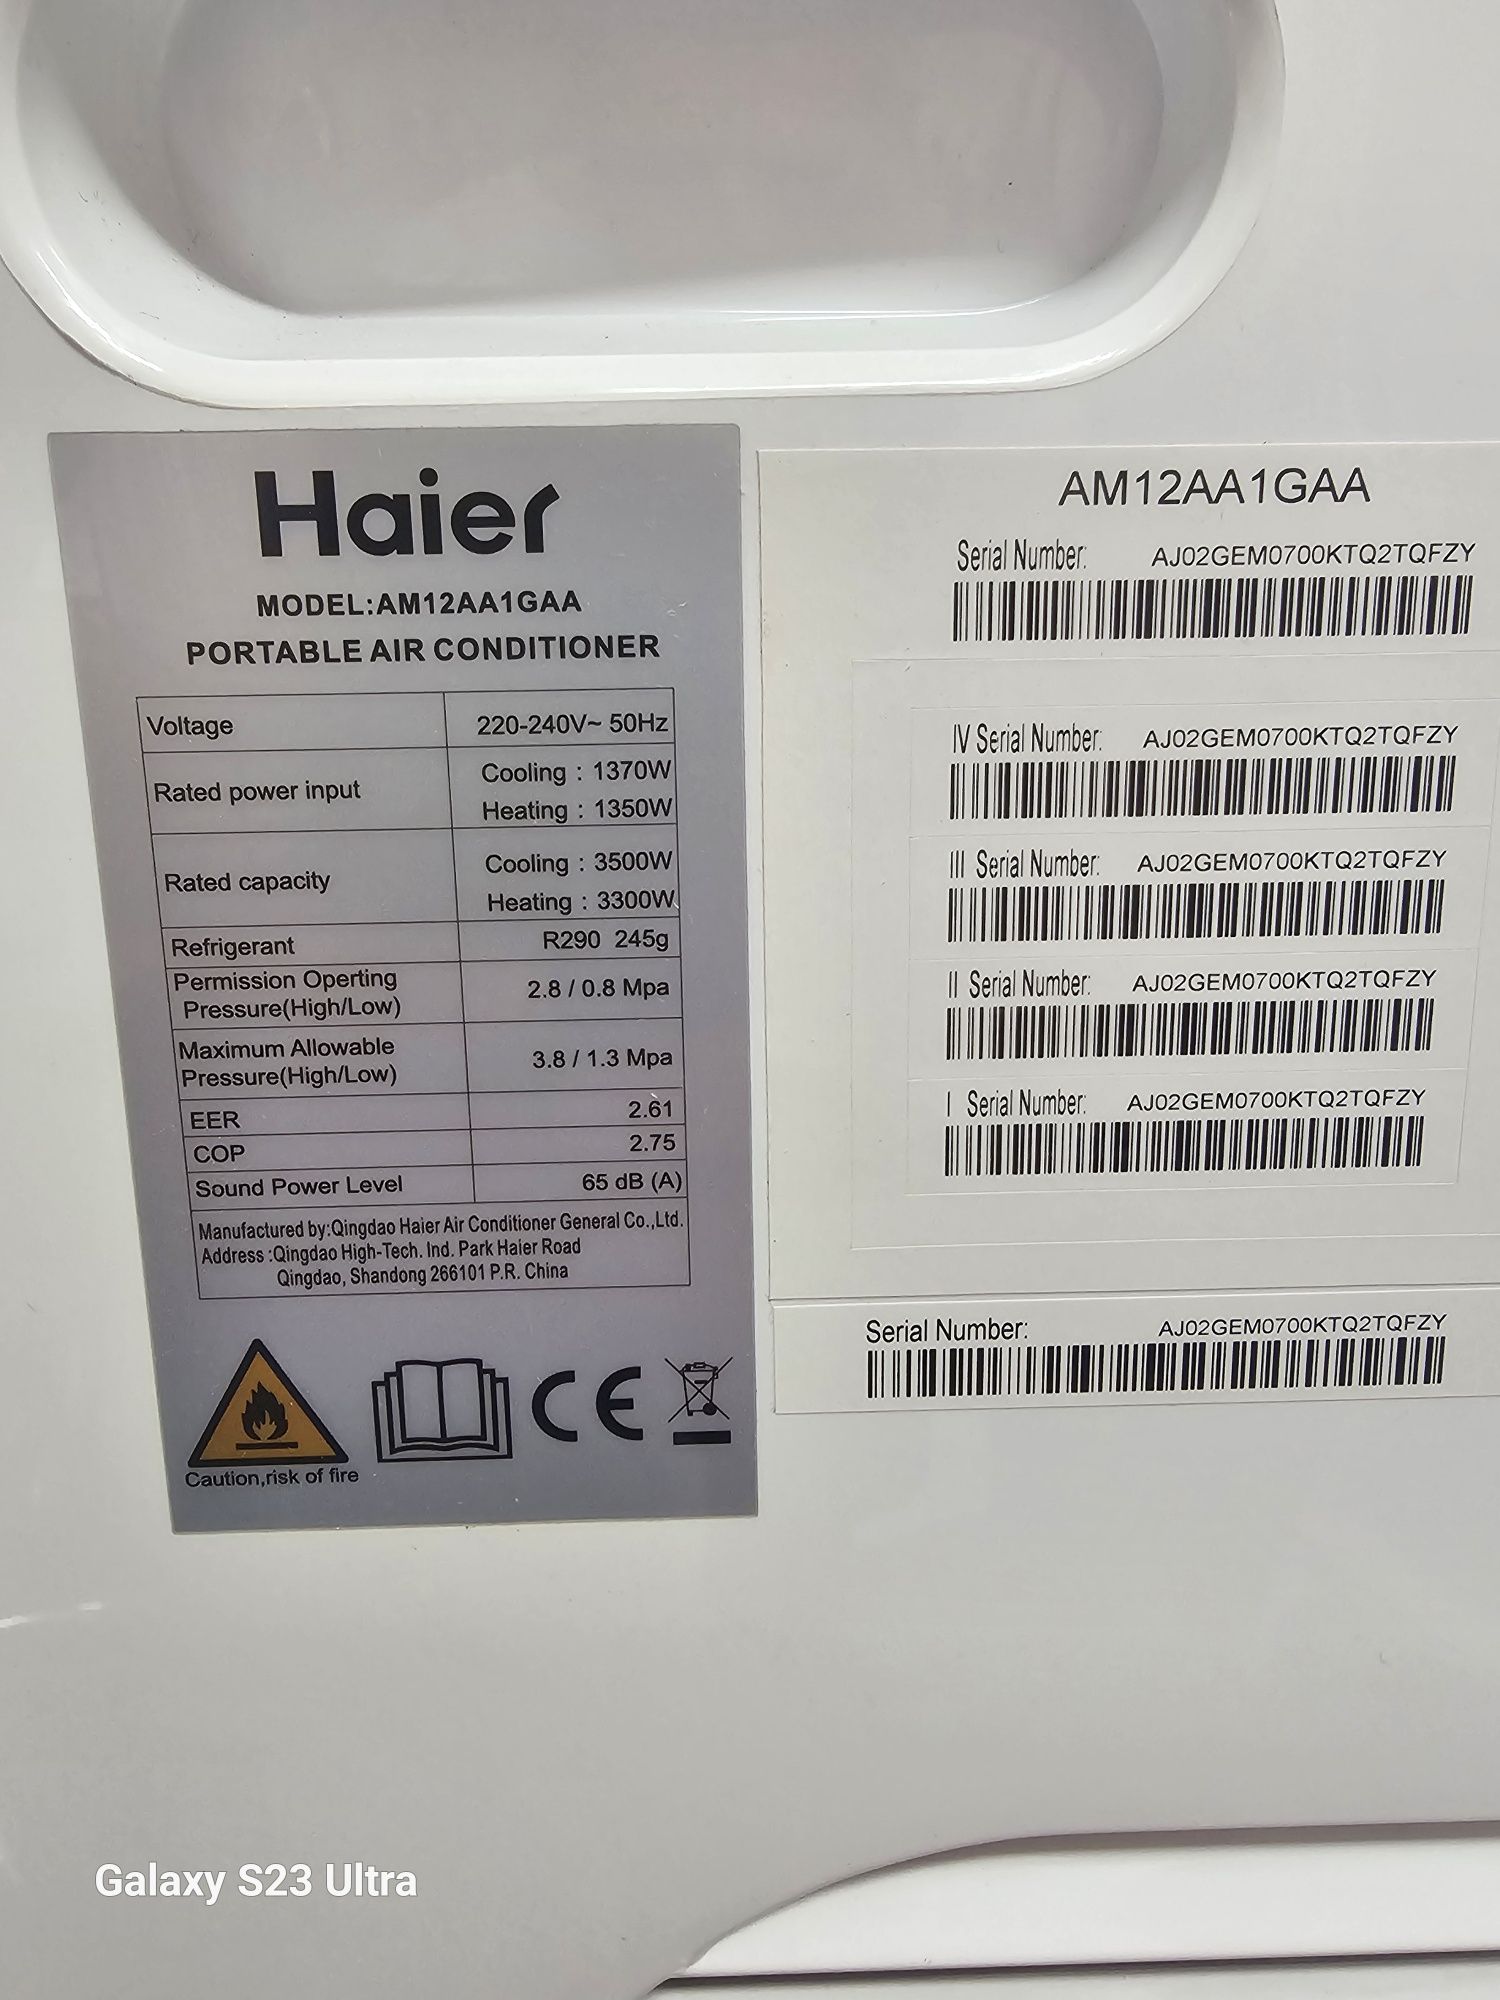 Haier
MODEL:AM12AA1GAA
PORTABLE AIR CONDITIONER
Voltage 220-240V~ 50Hz
Rated power input Cooling : 1370W
Heating : 1350W
Rated capacity Cooling : 3500W
Heating : 3300W
Refrigerant R290 245g
Permission Operting
Pressure(High/Low) 2.8 / 0.8 Mpa
Maximum Allowable
Pressure(High/Low) 3.8 / 1.3 Mpa
EER 2.61
COP 2.75
Sound Power Level 65 dB (A)
Manufactured by:Qingdao Haier Air Conditioner General Co.,Ltd.
Address :Qingdao High-Tech. Ind. Park Haier Road
Qingdao, Shandong 266101 P.R. China
CE
Caution,risk of fire
AM12AA1GAA
Serial Number: AJ02GEM0700KTQ2TQFZY
IV Serial Number: AJ02GEM0700KTQ2TQFZY
III Serial Number: AJ02GEM0700KTQ2TQFZY
II Serial Number: AJ02GEM0700KTQ2TQFZY
I Serial Number: AJ02GEM0700KTQ2TQFZY
Serial Number: AJ02GEM0700KTQ2TQFZY
Galaxy S23 Ultra